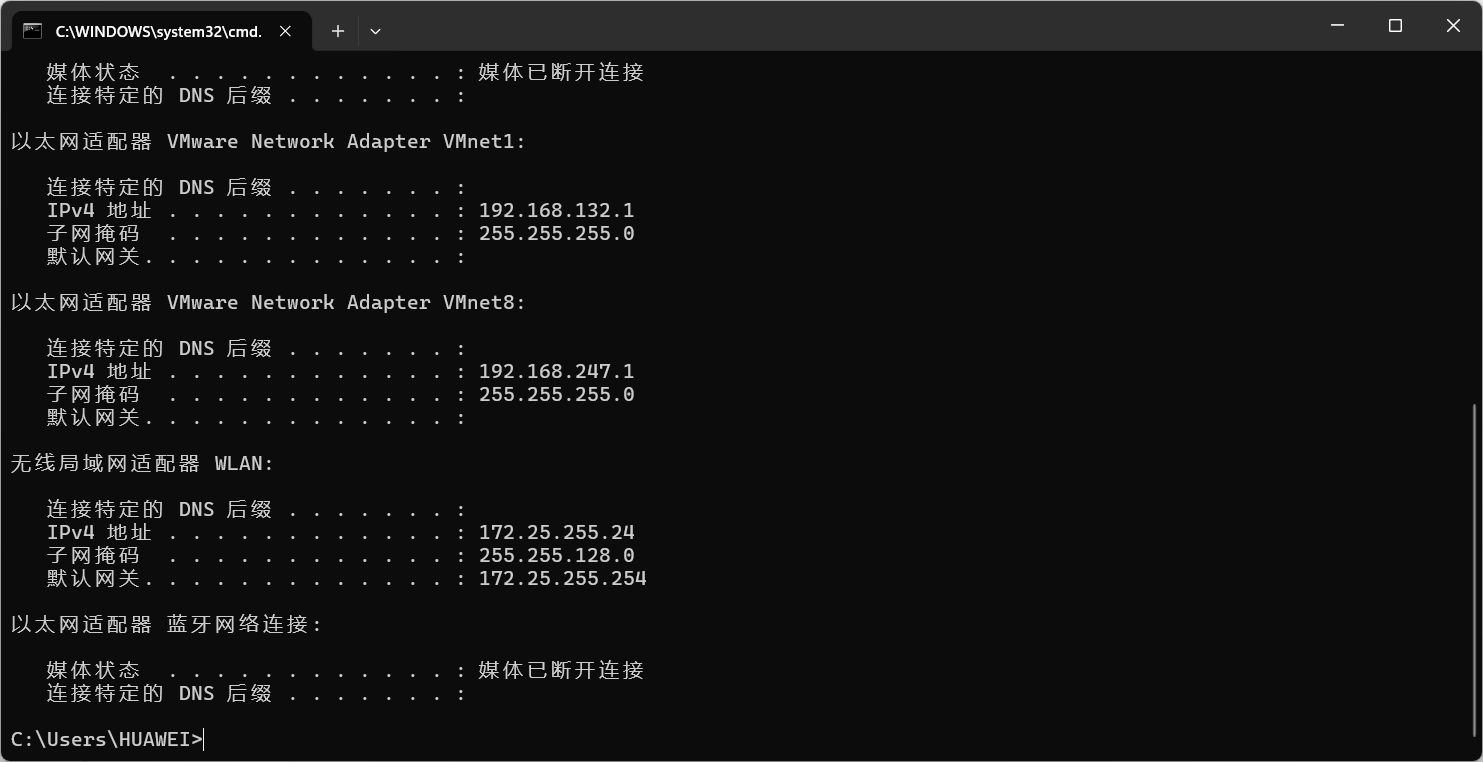 C:\WINDOWS\system32\cmd.
媒体状态  . . . . . . . . . . . . : 媒体已断开连接
连接特定的 DNS 后缀 . . . . . . . :
以太网适配器 VMware Network Adapter VMnet1:
连接特定的 DNS 后缀 . . . . . . . :
IPv4 地址 . . . . . . . . . . . . : 192.168.132.1
子网掩码  . . . . . . . . . . . . : 255.255.255.0
默认网关. . . . . . . . . . . . . :
以太网适配器 VMware Network Adapter VMnet8:
连接特定的 DNS 后缀 . . . . . . . :
IPv4 地址 . . . . . . . . . . . . : 192.168.247.1
子网掩码  . . . . . . . . . . . . : 255.255.255.0
默认网关. . . . . . . . . . . . . :
无线局域网适配器 WLAN:
连接特定的 DNS 后缀 . . . . . . . :
IPv4 地址 . . . . . . . . . . . . : 172.25.255.24
子网掩码  . . . . . . . . . . . . : 255.255.128.0
默认网关. . . . . . . . . . . . . : 172.25.255.254
以太网适配器 蓝牙网络连接:
媒体状态  . . . . . . . . . . . . : 媒体已断开连接
连接特定的 DNS 后缀 . . . . . . . :
C:\Users\HUAWEI>